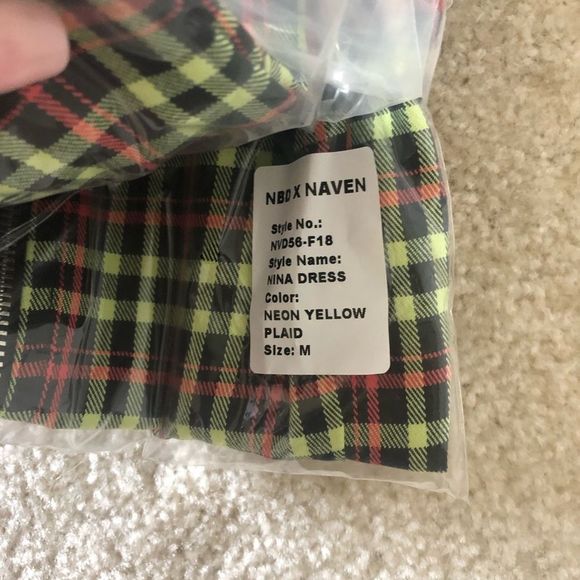 NBD X NAVEN
Style No.:
NVD56-F18
Style Name:
NINA DRESS
Color:
NEON YELLOW
PLAID
Size: M